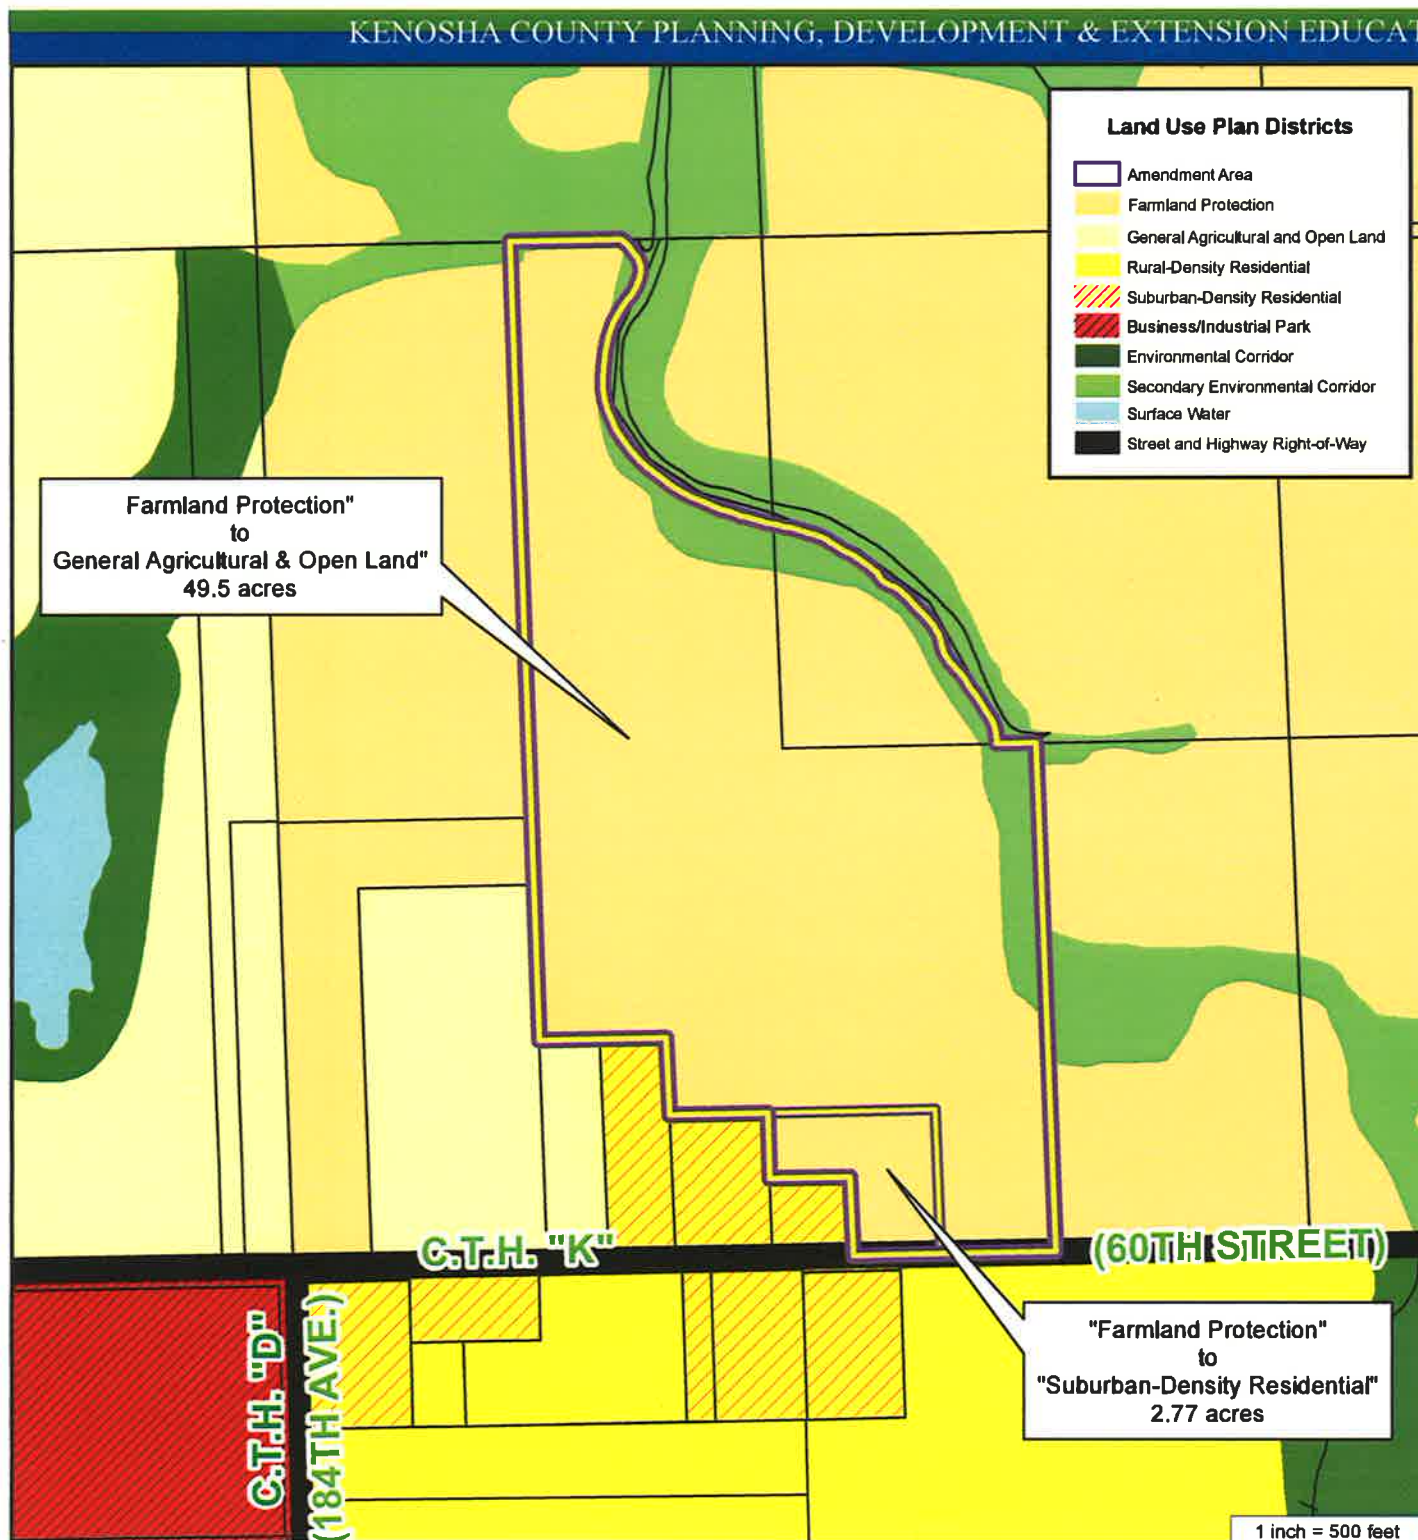 KENOSHA COUNTY PLANNING, DEVELOPMENT & EXTENSION EDUCAT
Land Use Plan Districts
Amendment Area
Farmland Protection
General Agricultural and Open Land
Rural-Density Residential
Suburban-Density Residential
Business/Industrial Park
Environmental Corridor
Secondary Environmental Corridor
Surface Water
Street and Highway Right-of-Way
Farmland Protection"
to
General Agricultural & Open Land"
49.5 acres
C.T.H. "K"
(60TH STREET)
C.T.H. "D"
(184TH AVE.)
"Farmland Protection"
to
"Suburban-Density Residential"
2.77 acres
1 inch = 500 feet